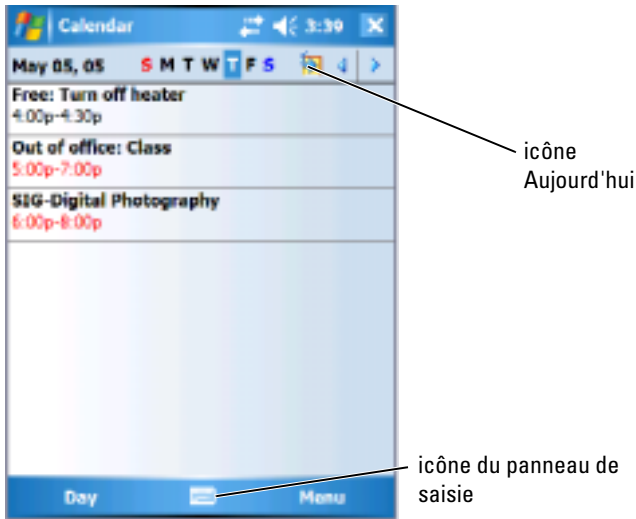 Calendar 3:39
May 05, 05 S M T W T F S
Free: Turn off heater
4:00p-4:30p
Out of office: Class
5:00p-7:00p
SIG-Digital Photography
6:00p-8:00p
icône
Aujourd'hui
icône du panneau de
saisie
Day Menu